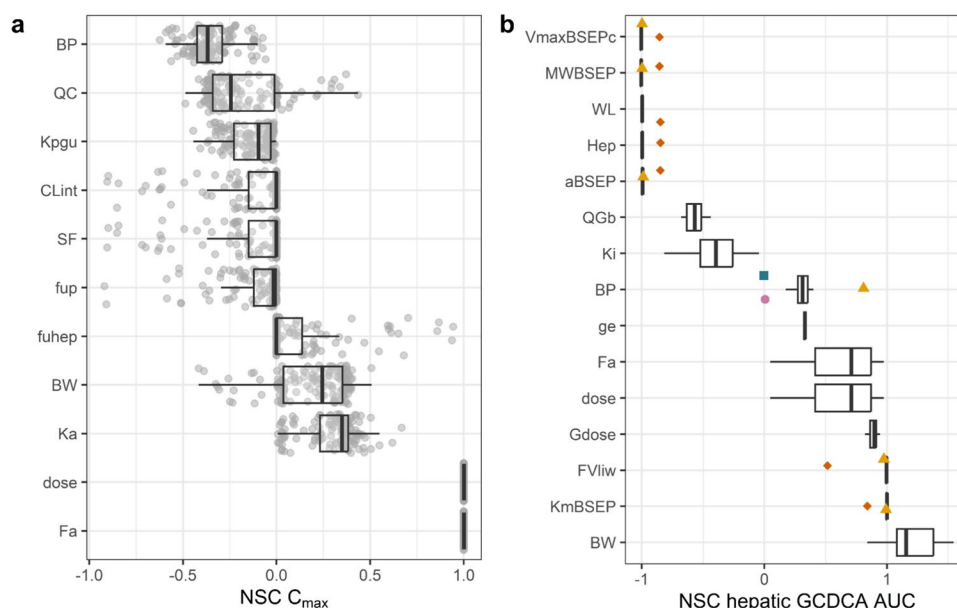 a
BP
QC
Kpgu
CLint
SF
fup
fuhep
BW
Ka
dose
Fa
-1.0 -0.5 0.0 0.5 1.0
NSC Cmax
b
VmaxBSEPc
MWBSEP
WL
Hep
aBSEP
QGb
Ki
BP
ge
Fa
dose
Gdose
FVliw
KmBSEP
BW
-1 0 1
NSC hepatic GCDCA AUC